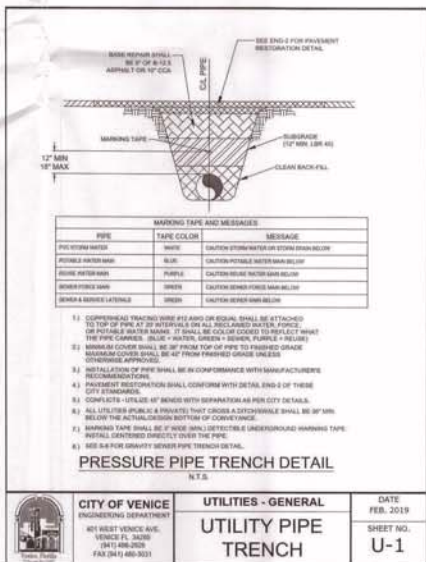 SEE ENG-2 FOR PAVEMENT
RESTORATION DETAIL
BASE REPAIR SHALL
BE 5" OF B-12.5
ASPHALT OR 10" CCA
C/L PIPE
MARKING TAPE
SUBGRADE
(12" MIN. LBR 40)
12" MIN
18" MAX
CLEAN BACK-FILL
MARKING TAPE AND MESSAGES
PIPE TAPE COLOR MESSAGE
PVC STORM WATER WHITE CAUTION STORM WATER OR STORM DRAIN BELOW
POTABLE WATER MAIN BLUE CAUTION POTABLE WATER MAIN BELOW
REUSE WATER MAIN PURPLE CAUTION REUSE WATER MAIN BELOW
SEWER FORCE MAIN GREEN CAUTION SEWER FORCE MAIN BELOW
SEWER & SERVICE LATERALS GREEN CAUTION SEWER MAIN BELOW
1.) COPPERHEAD TRACING WIRE #12 AWG OR EQUAL SHALL BE ATTACHED
TO TOP OF PIPE AT 20' INTERVALS ON ALL RECLAIMED WATER, FORCE,
OR POTABLE WATER MAINS. IT SHALL BE COLOR CODED TO REFLECT WHAT
THE PIPE CARRIES. (BLUE = WATER, GREEN = SEWER, PURPLE = REUSE)
2.) MINIMUM COVER SHALL BE 36" FROM TOP OF PIPE TO FINISHED GRADE
MAXIMUM COVER SHALL BE 42" FROM FINISHED GRADE UNLESS
OTHERWISE APPROVED.
3.) INSTALLATION OF PIPE SHALL BE IN CONFORMANCE WITH MANUFACTURER'S
RECOMMENDATIONS.
4.) PAVEMENT RESTORATION SHALL CONFORM WITH DETAIL ENG-2 OF THESE
CITY STANDARDS.
5.) CONFLICTS - UTILIZE 45° BENDS WITH SEPARATION AS PER CITY DETAILS.
6.) ALL UTILITIES (PUBLIC & PRIVATE) THAT CROSS A DITCH/SWALE SHALL BE 36" MIN.
BELOW THE ACTUAL/DESIGN BOTTOM OF CONVEYANCE.
7.) MARKING TAPE SHALL BE 3" WIDE (MIN.) DETECTIBLE UNDERGROUND WARNING TAPE
INSTALL CENTERED DIRECTLY OVER THE PIPE.
8.) SEE FOR GRAVITY SEWER PIPE TRENCH DETAIL.
PRESSURE PIPE TRENCH DETAIL
N.T.S.
Venice, Florida
CITY OF VENICE
ENGINEERING DEPARTMENT
401 WEST VENICE AVE.
VENICE FL. 34285
(941) 486-2626
FAX (941) 480-3031
UTILITIES - GENERAL
UTILITY PIPE
TRENCH
DATE
FEB. 2019
SHEET NO.
U-1